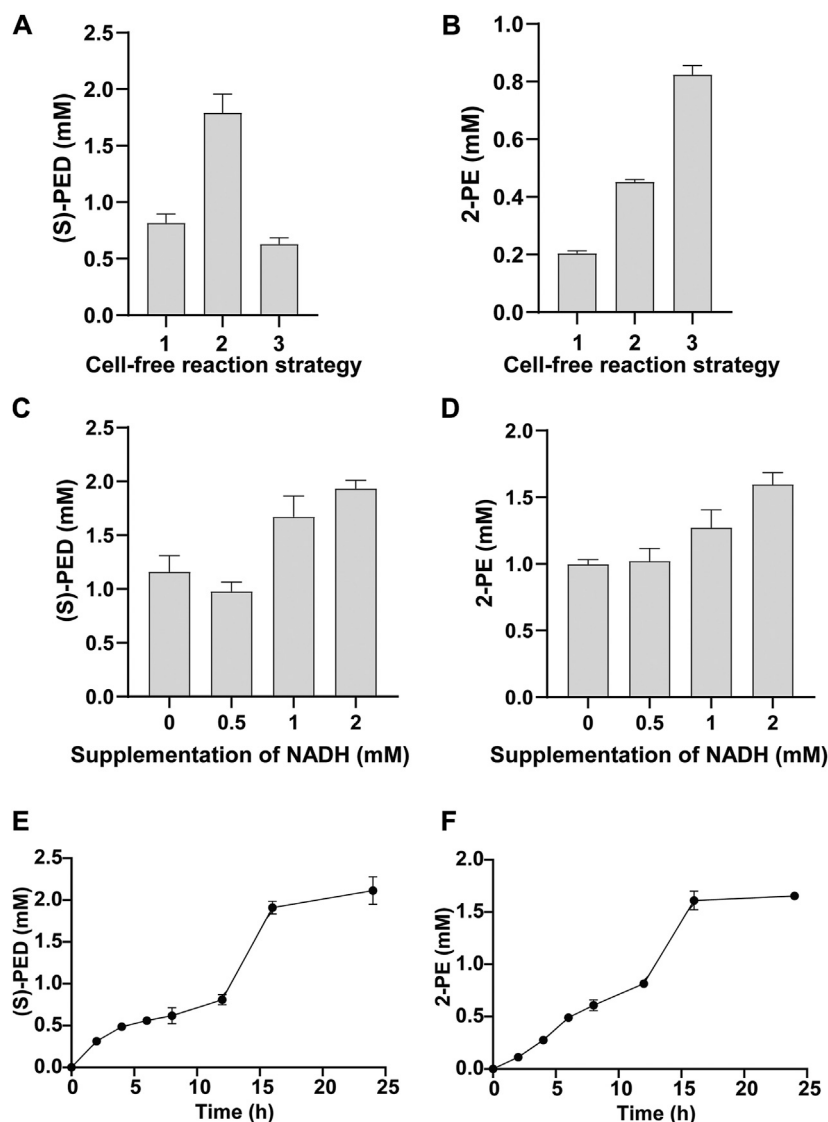 A
(S)-PED (mM)
2.5
2.0
1.5
1.0
0.5
0.0
1 2 3
Cell-free reaction strategy
B
2-PE (mM)
1.0
0.8
0.6
0.4
0.2
0.0
1 2 3
Cell-free reaction strategy
C
(S)-PED (mM)
2.5
2.0
1.5
1.0
0.5
0.0
0 0.5 1 2
Supplementation of NADH (mM)
D
2-PE (mM)
2.0
1.5
1.0
0.5
0.0
0 0.5 1 2
Supplementation of NADH (mM)
E
(S)-PED (mM)
2.5
2.0
1.5
1.0
0.5
0.0
0 5 10 15 20 25
Time (h)
F
2-PE (mM)
2.0
1.5
1.0
0.5
0.0
0 5 10 15 20 25
Time (h)